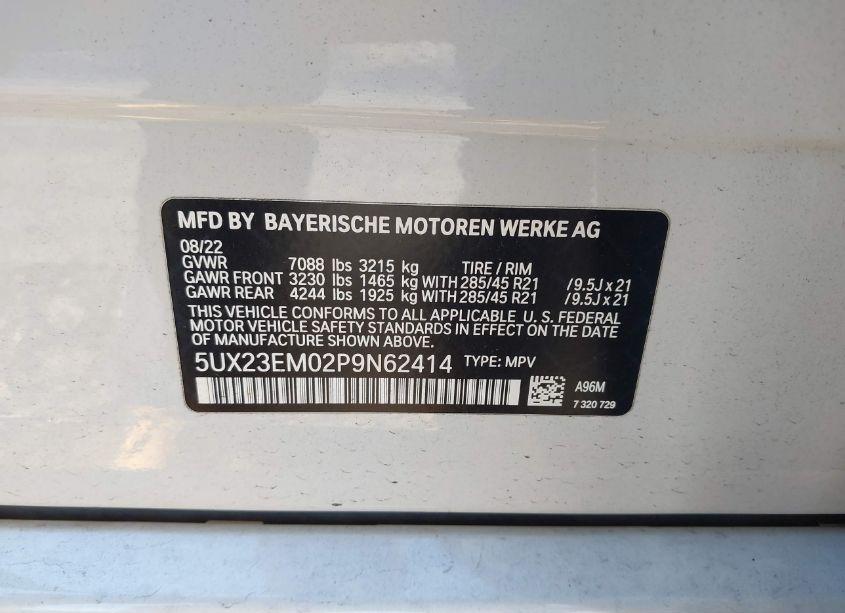 MFD BY BAYERISCHE MOTOREN WERKE AG
08/22
GVWR 7088 lbs 3215 kg TIRE / RIM
GAWR FRONT 3230 lbs 1465 kg WITH 285/45 R21 / 9.5J x 21
GAWR REAR 4244 lbs 1925 kg WITH 285/45 R21 / 9.5J x 21
THIS VEHICLE CONFORMS TO ALL APPLICABLE U. S. FEDERAL
MOTOR VEHICLE SAFETY STANDARDS IN EFFECT ON THE DATE
OF MANUFACTURE SHOWN ABOVE.
5UX23EM02P9N62414 TYPE: MPV
A96M
7 320 729